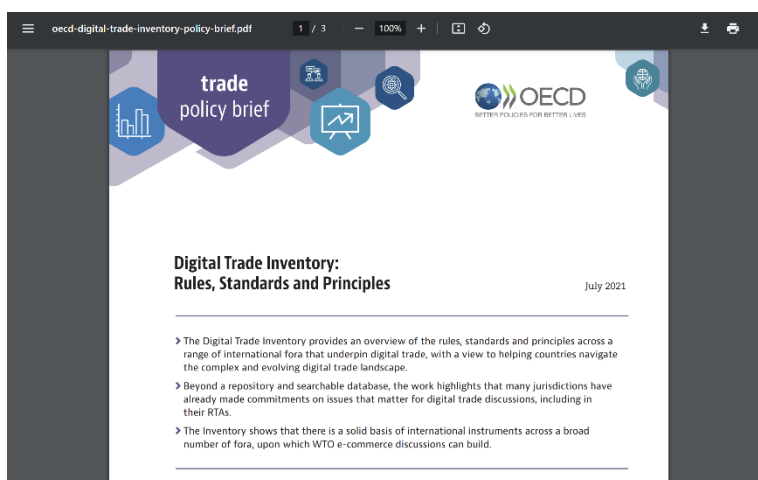 oecd-digital-trade-inventory-policy-brief.pdf
1 / 3
100%
trade
policy brief
OECD
BETTER POLICIES FOR BETTER LIVES
Digital Trade Inventory:
Rules, Standards and Principles
July 2021
The Digital Trade Inventory provides an overview of the rules, standards and principles across a
range of international fora that underpin digital trade, with a view to helping countries navigate
the complex and evolving digital trade landscape.
Beyond a repository and searchable database, the work highlights that many jurisdictions have
already made commitments on issues that matter for digital trade discussions, including in
their RTAs.
The Inventory shows that there is a solid basis of international instruments across a broad
number of fora, upon which WTO e-commerce discussions can build.